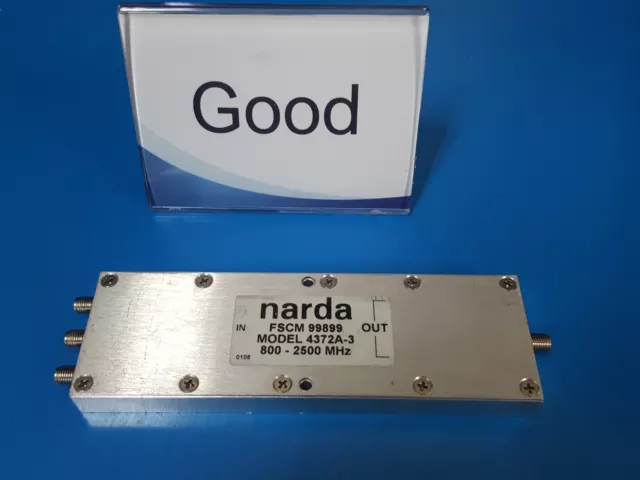 Good
narda
IN
FSCM 99899
OUT
MODEL 4372A-3
800 - 2500 MHz
0108